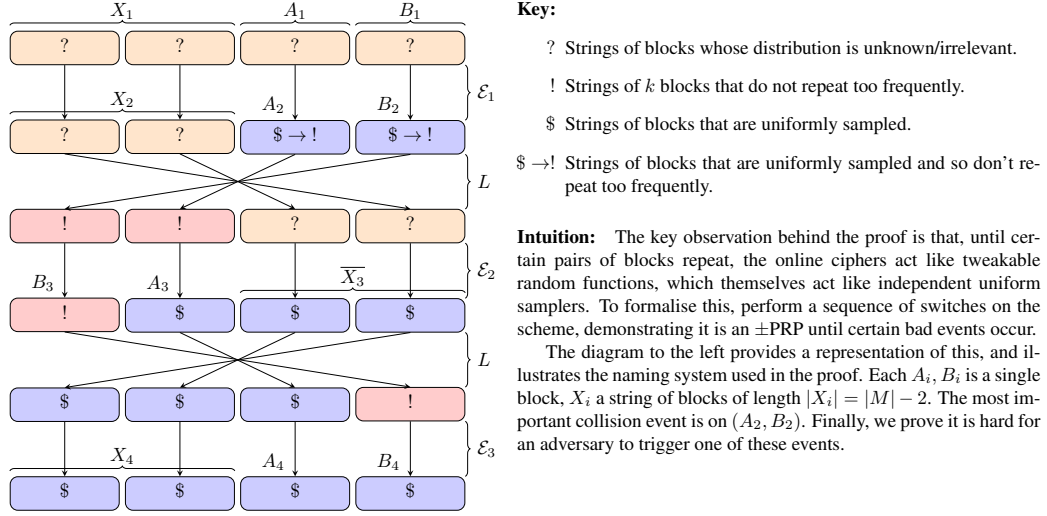 X₁ A₁ B₁
? ? ? ?
ℰ₁
X₂ A₂ B₂
? ? $ → ! $ → !
L
! ! ? ?
ℰ₂
B₃ A₃ \overline{X₃}
! $ $ $
L
$ $ $ !
ℰ₃
X₄ A₄ B₄
$ $ $ $
Key:
? Strings of blocks whose distribution is unknown/irrelevant.
! Strings of k blocks that do not repeat too frequently.
$ Strings of blocks that are uniformly sampled.
$ →! Strings of blocks that are uniformly sampled and so don't re-
peat too frequently.
Intuition: The key observation behind the proof is that, until cer-
tain pairs of blocks repeat, the online ciphers act like tweakable
random functions, which themselves act like independent uniform
samplers. To formalise this, perform a sequence of switches on the
scheme, demonstrating it is an ±PRP until certain bad events occur.
The diagram to the left provides a representation of this, and il-
lustrates the naming system used in the proof. Each Aᵢ, Bᵢ is a single
block, Xᵢ a string of blocks of length |Xᵢ| = |M| − 2. The most im-
portant collision event is on (A₂, B₂). Finally, we prove it is hard for
an adversary to trigger one of these events.